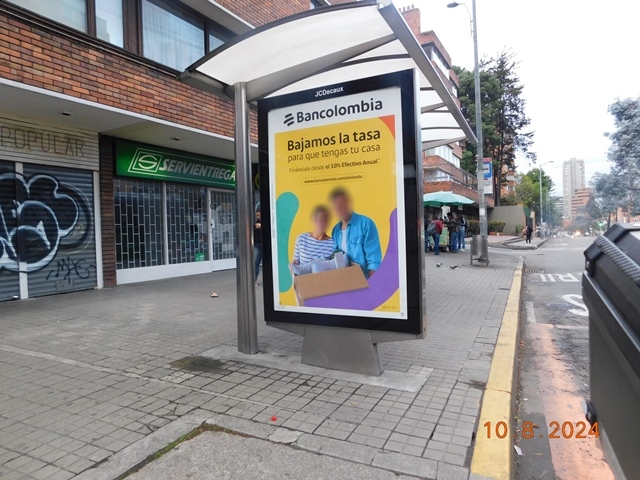 JCDecaux
Bancolombia
Bajamos la tasa
para que tengas tu casa
Fináncialo desde el 10% Efectivo Anual.*
www.bancolombia.com/vivienda
SERVIENTREGA
POPULAR
10 8 2024